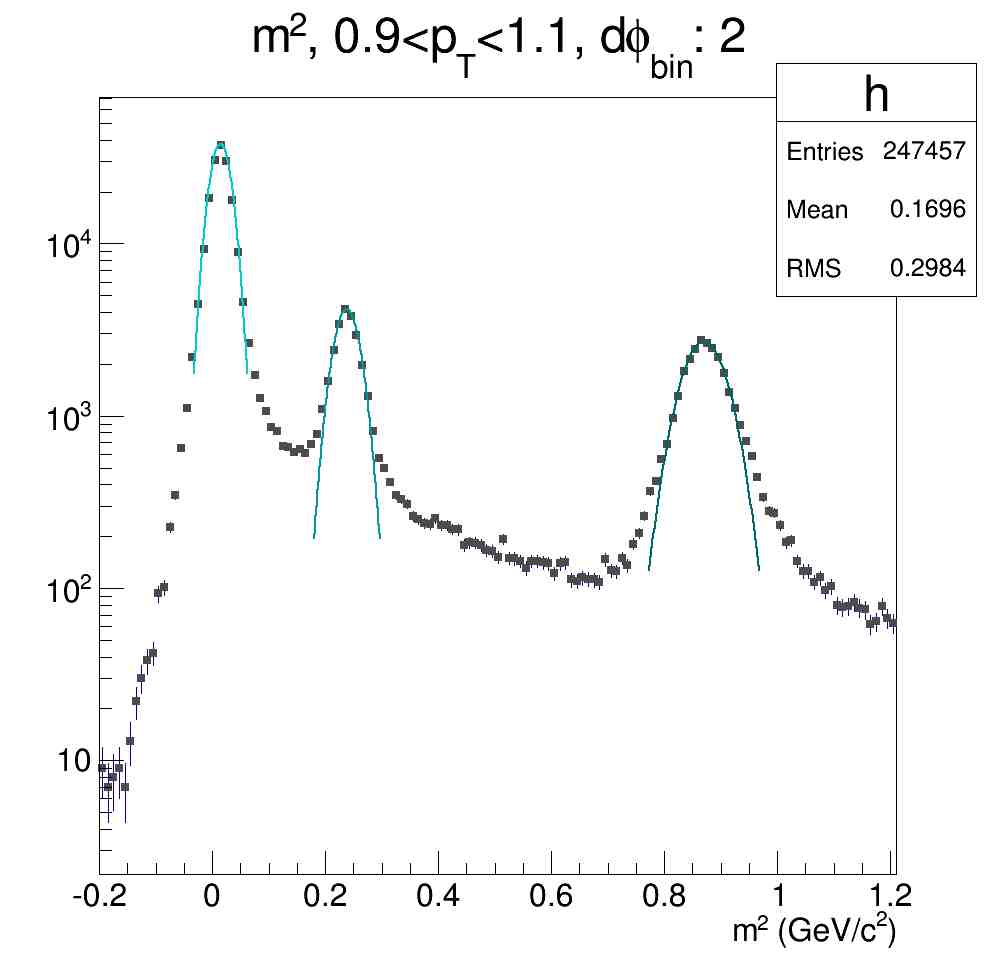 m², 0.9<p_T<1.1, dϕ_bin: 2
h
Entries 247457
Mean 0.1696
RMS 0.2984
10⁴
10³
10²
10
-0.2 0 0.2 0.4 0.6 0.8 1 1.2
m² (GeV/c²)